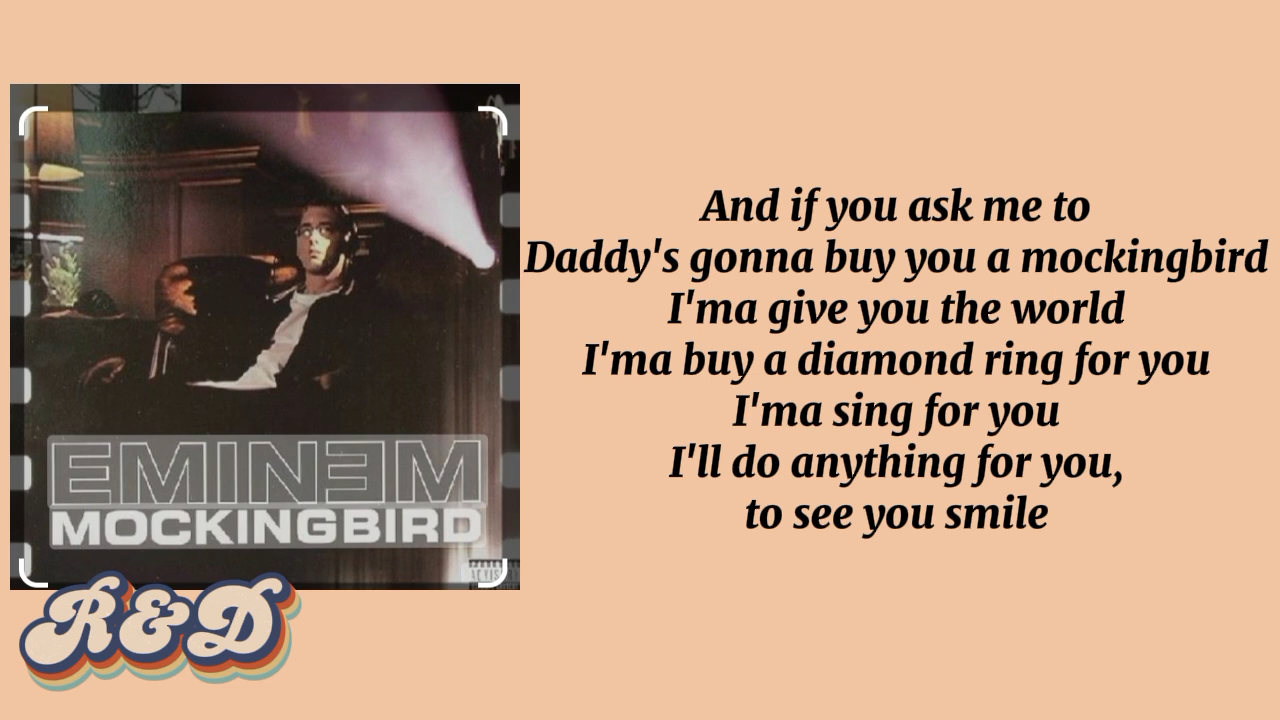 EMINƎM
MOCKINGBIRD
R&D
And if you ask me to
Daddy's gonna buy you a mockingbird
I'ma give you the world
I'ma buy a diamond ring for you
I'ma sing for you
I'll do anything for you,
to see you smile